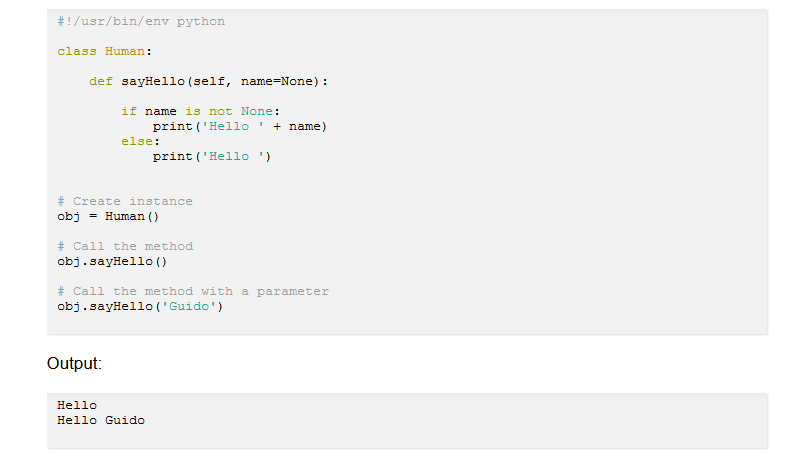 #!/usr/bin/env python
class Human:
def sayHello(self, name=None):
if name is not None:
print('Hello ' + name)
else:
print('Hello ')
# Create instance
obj = Human()
# Call the method
obj.sayHello()
# Call the method with a parameter
obj.sayHello('Guido')
Output:
Hello
Hello Guido